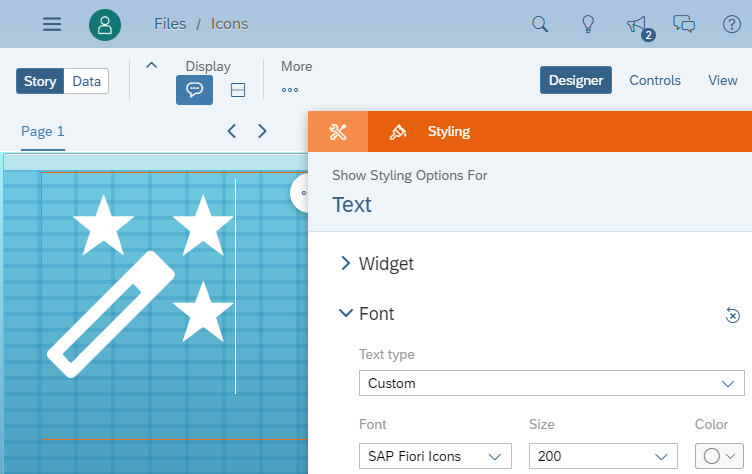 Files / Icons
2
Display
More
Story
Data
Designer
Controls
View
Page 1
Styling
Show Styling Options For
Text
Widget
Font
Text type
Custom
Font
Size
Color
SAP Fiori Icons
200